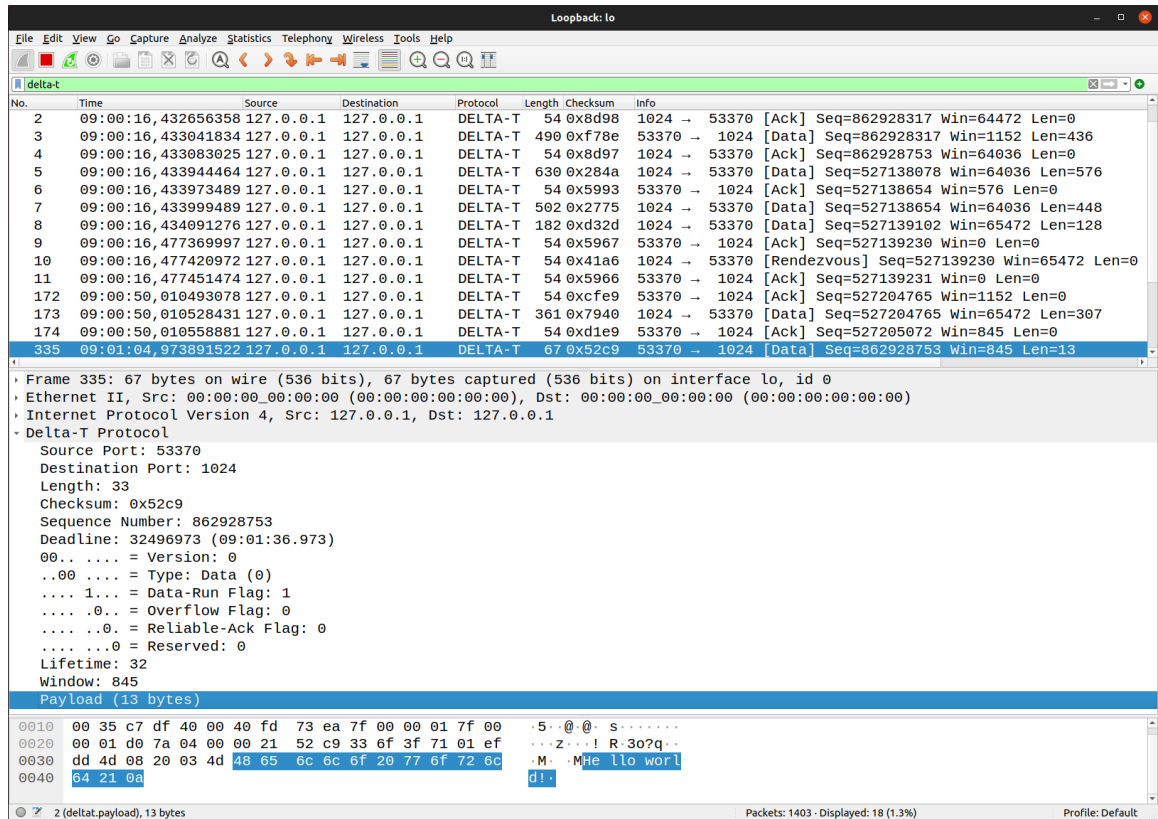 Loopback: lo
File Edit View Go Capture Analyze Statistics Telephony Wireless Tools Help
delta-t
No. Time Source Destination Protocol Length Checksum Info
2 09:00:16,432656358 127.0.0.1 127.0.0.1 DELTA-T 54 0x8d98 1024 → 53370 [Ack] Seq=862928317 Win=64472 Len=0
3 09:00:16,433041834 127.0.0.1 127.0.0.1 DELTA-T 490 0xf78e 53370 → 1024 [Data] Seq=862928317 Win=1152 Len=436
4 09:00:16,433083025 127.0.0.1 127.0.0.1 DELTA-T 54 0x8d97 1024 → 53370 [Ack] Seq=862928753 Win=64036 Len=0
5 09:00:16,433944464 127.0.0.1 127.0.0.1 DELTA-T 630 0x284a 1024 → 53370 [Data] Seq=527138078 Win=64036 Len=576
6 09:00:16,433973489 127.0.0.1 127.0.0.1 DELTA-T 54 0x5993 53370 → 1024 [Ack] Seq=527138654 Win=576 Len=0
7 09:00:16,433999489 127.0.0.1 127.0.0.1 DELTA-T 502 0x2775 1024 → 53370 [Data] Seq=527138654 Win=64036 Len=448
8 09:00:16,434091276 127.0.0.1 127.0.0.1 DELTA-T 182 0xd32d 1024 → 53370 [Data] Seq=527139102 Win=65472 Len=128
9 09:00:16,477369997 127.0.0.1 127.0.0.1 DELTA-T 54 0x5967 53370 → 1024 [Ack] Seq=527139230 Win=0 Len=0
10 09:00:16,477420972 127.0.0.1 127.0.0.1 DELTA-T 54 0x41a6 1024 → 53370 [Rendezvous] Seq=527139230 Win=65472 Len=0
11 09:00:16,477451474 127.0.0.1 127.0.0.1 DELTA-T 54 0x5966 53370 → 1024 [Ack] Seq=527139231 Win=0 Len=0
172 09:00:50,010493078 127.0.0.1 127.0.0.1 DELTA-T 54 0xcfe9 53370 → 1024 [Ack] Seq=527204765 Win=1152 Len=0
173 09:00:50,010528431 127.0.0.1 127.0.0.1 DELTA-T 361 0x7940 1024 → 53370 [Data] Seq=527204765 Win=65472 Len=307
174 09:00:50,010558881 127.0.0.1 127.0.0.1 DELTA-T 54 0xd1e9 53370 → 1024 [Ack] Seq=527205072 Win=845 Len=0
335 09:01:04,973891522 127.0.0.1 127.0.0.1 DELTA-T 67 0x52c9 53370 → 1024 [Data] Seq=862928753 Win=845 Len=13
Frame 335: 67 bytes on wire (536 bits), 67 bytes captured (536 bits) on interface lo, id 0
Ethernet II, Src: 00:00:00_00:00:00 (00:00:00:00:00:00), Dst: 00:00:00_00:00:00 (00:00:00:00:00:00)
Internet Protocol Version 4, Src: 127.0.0.1, Dst: 127.0.0.1
Delta-T Protocol
Source Port: 53370
Destination Port: 1024
Length: 33
Checksum: 0x52c9
Sequence Number: 862928753
Deadline: 32496973 (09:01:36.973)
00.. .... = Version: 0
..00 .... = Type: Data (0)
.... 1... = Data-Run Flag: 1
.... .0.. = Overflow Flag: 0
.... ..0. = Reliable-Ack Flag: 0
.... ...0 = Reserved: 0
Lifetime: 32
Window: 845
Payload (13 bytes)
0010 00 35 c7 df 40 00 40 fd 73 ea 7f 00 00 01 7f 00 ·5··@·@· s·······
0020 00 01 d0 7a 04 00 00 21 52 c9 33 6f 3f 71 01 ef ···z···! R·3o?q··
0030 dd 4d 08 20 03 4d 48 65 6c 6c 6f 20 77 6f 72 6c ·M· ·MHe llo worl
0040 64 21 0a d!·
2 (deltat.payload), 13 bytes Packets: 1403 · Displayed: 18 (1.3%) Profile: Default